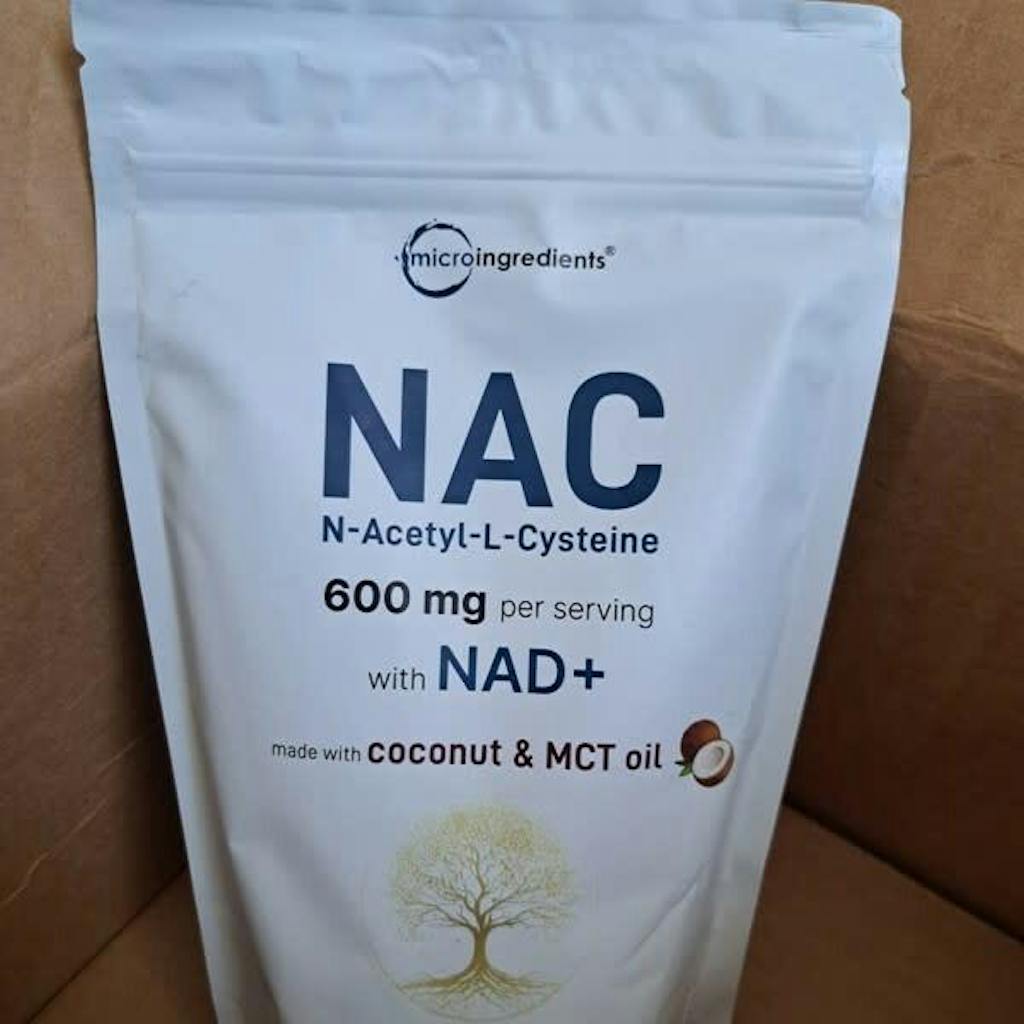 microingredients®
NAC
N-Acetyl-L-Cysteine
600 mg per serving
with NAD+
made with coconut & MCT oil